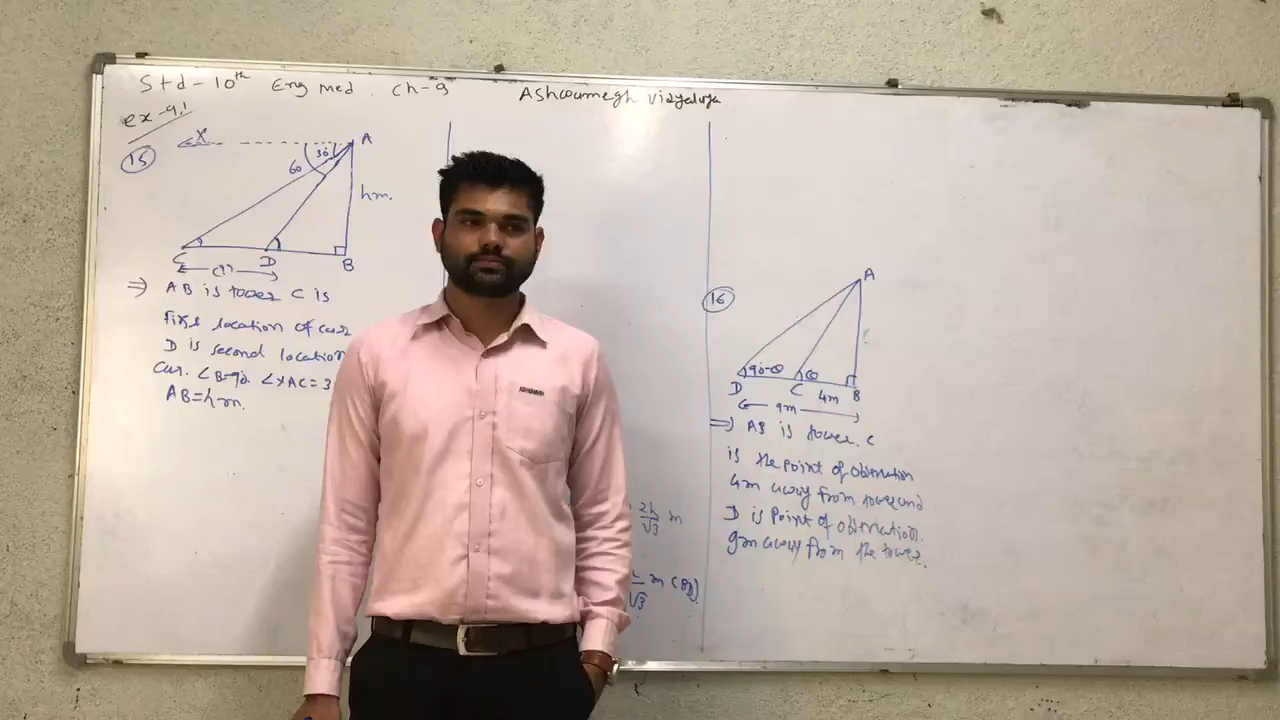 Std-10th Eng Med. Ch-9 Ashwamegh Vidyalaya
ex-9.1
15
X
A
30
60
hm.
C D B
⇒ AB is tower C is
First location of car
D is second location
Car. ∠B=90. ∠XAC=3
AB=hm.
2h/√3 m
/√3 m (BD)
16
A
90-θ θ
D C 4m B
9m
⇒ AB is tower. C
is the point of observation
4m away from tower and
D is point of observation.
9m away from the tower.